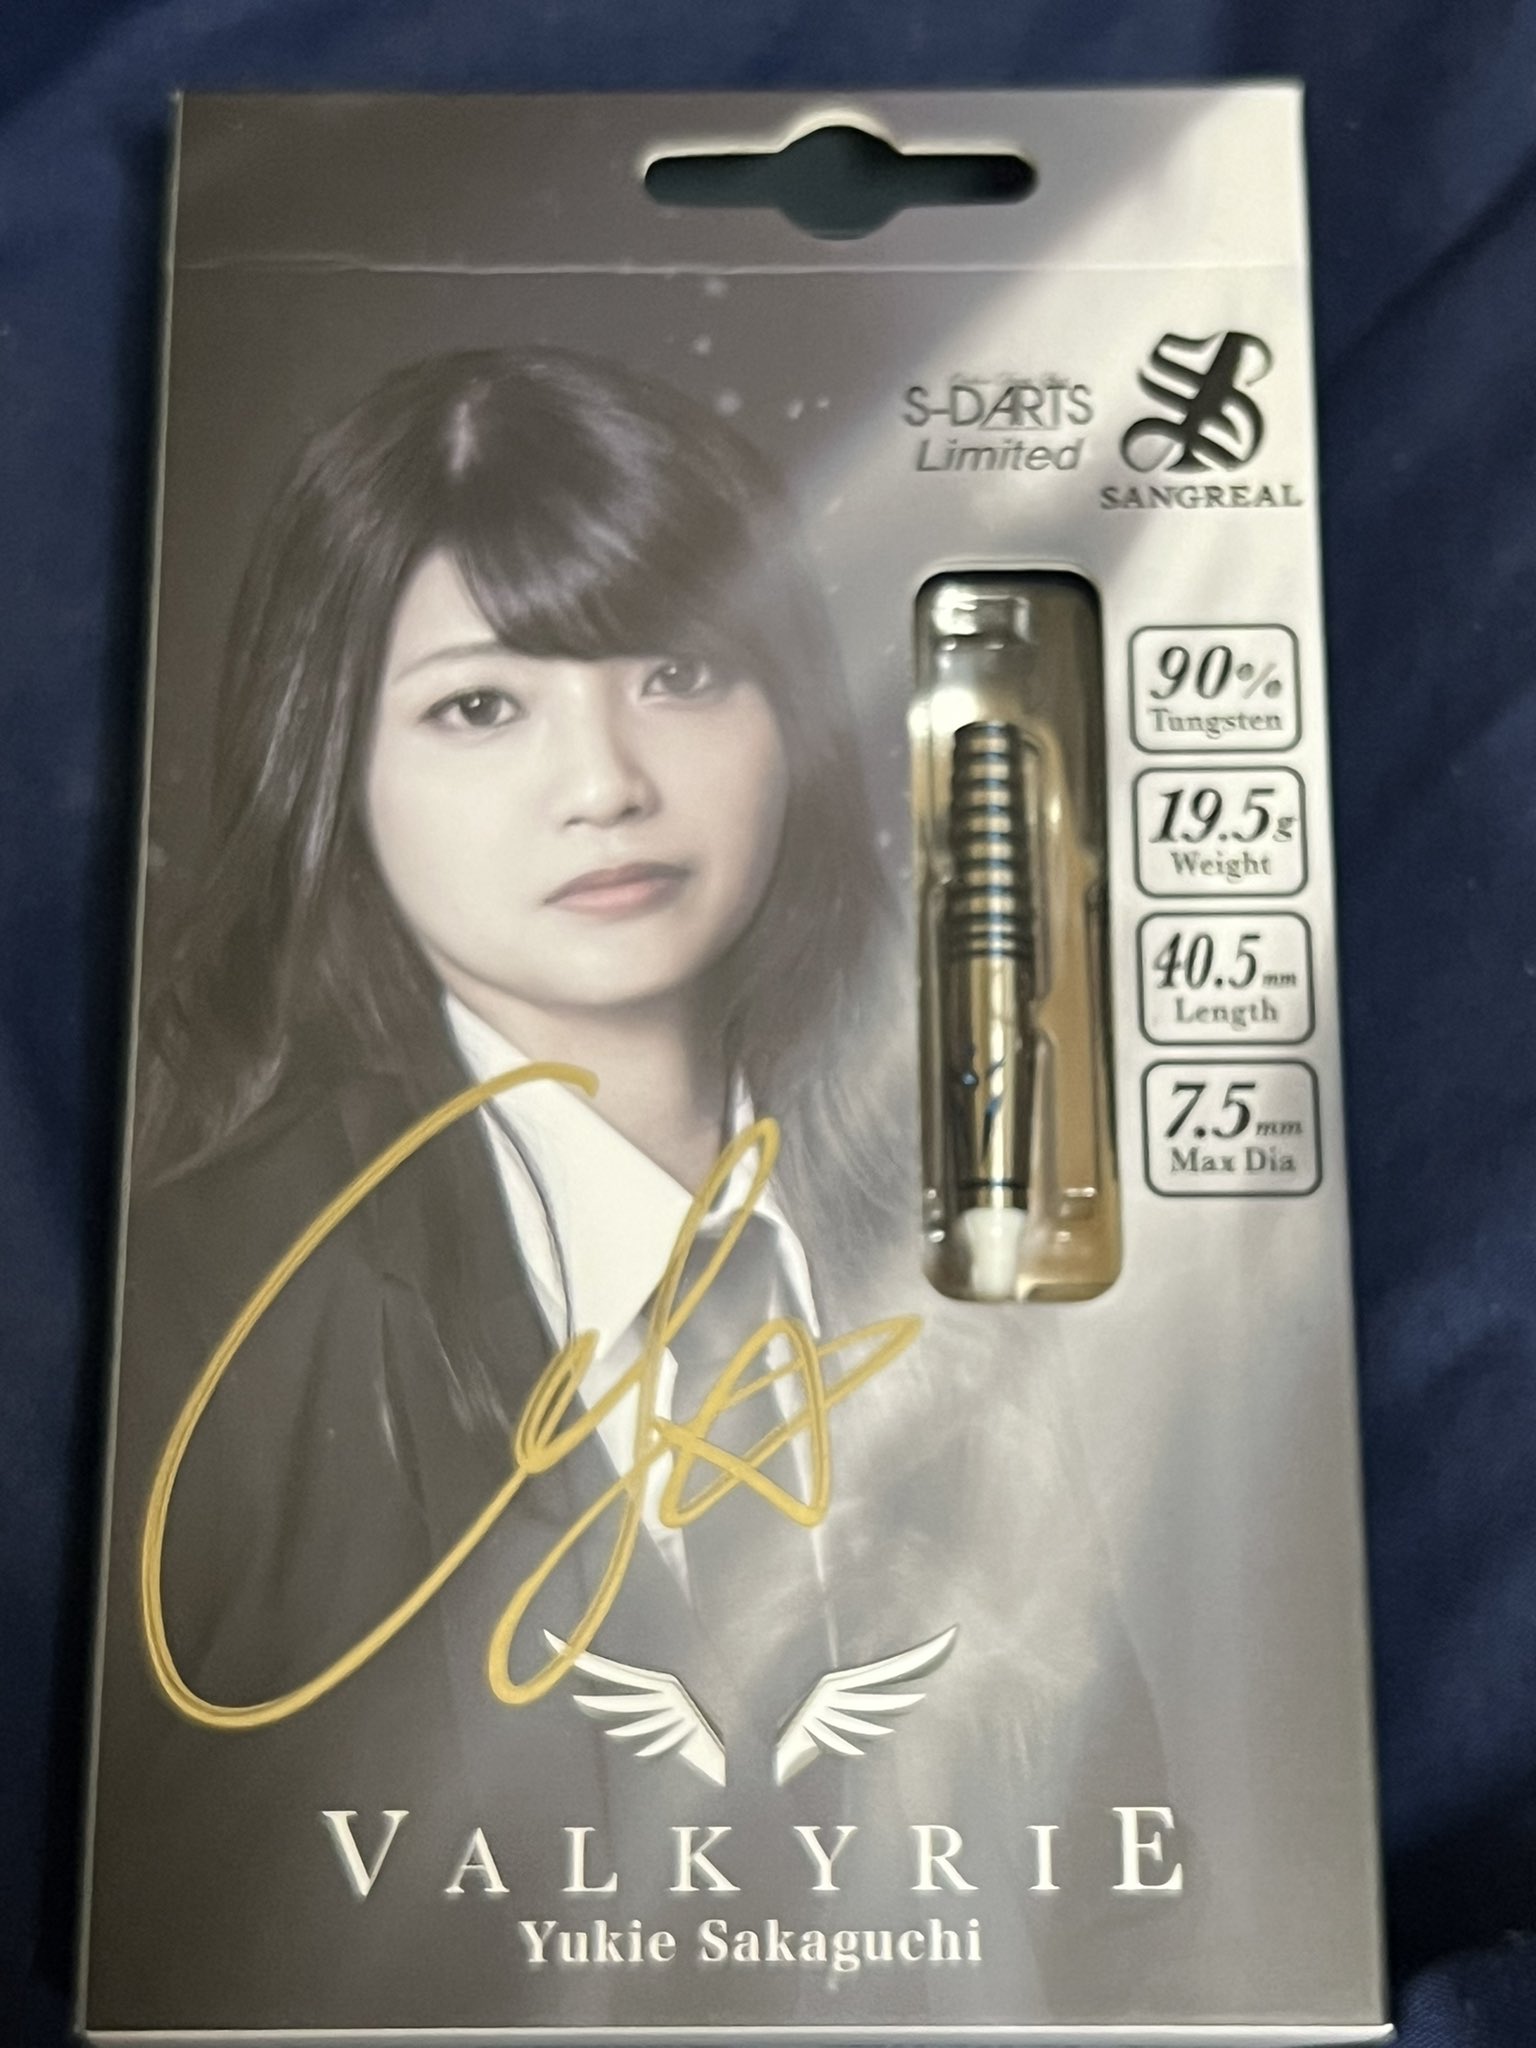 S-DARTS
Limited
SANGREAL
90%
Tungsten
19.5g
Weight
40.5mm
Length
7.5mm
Max Dia
VALKYRIE
Yukie Sakaguchi